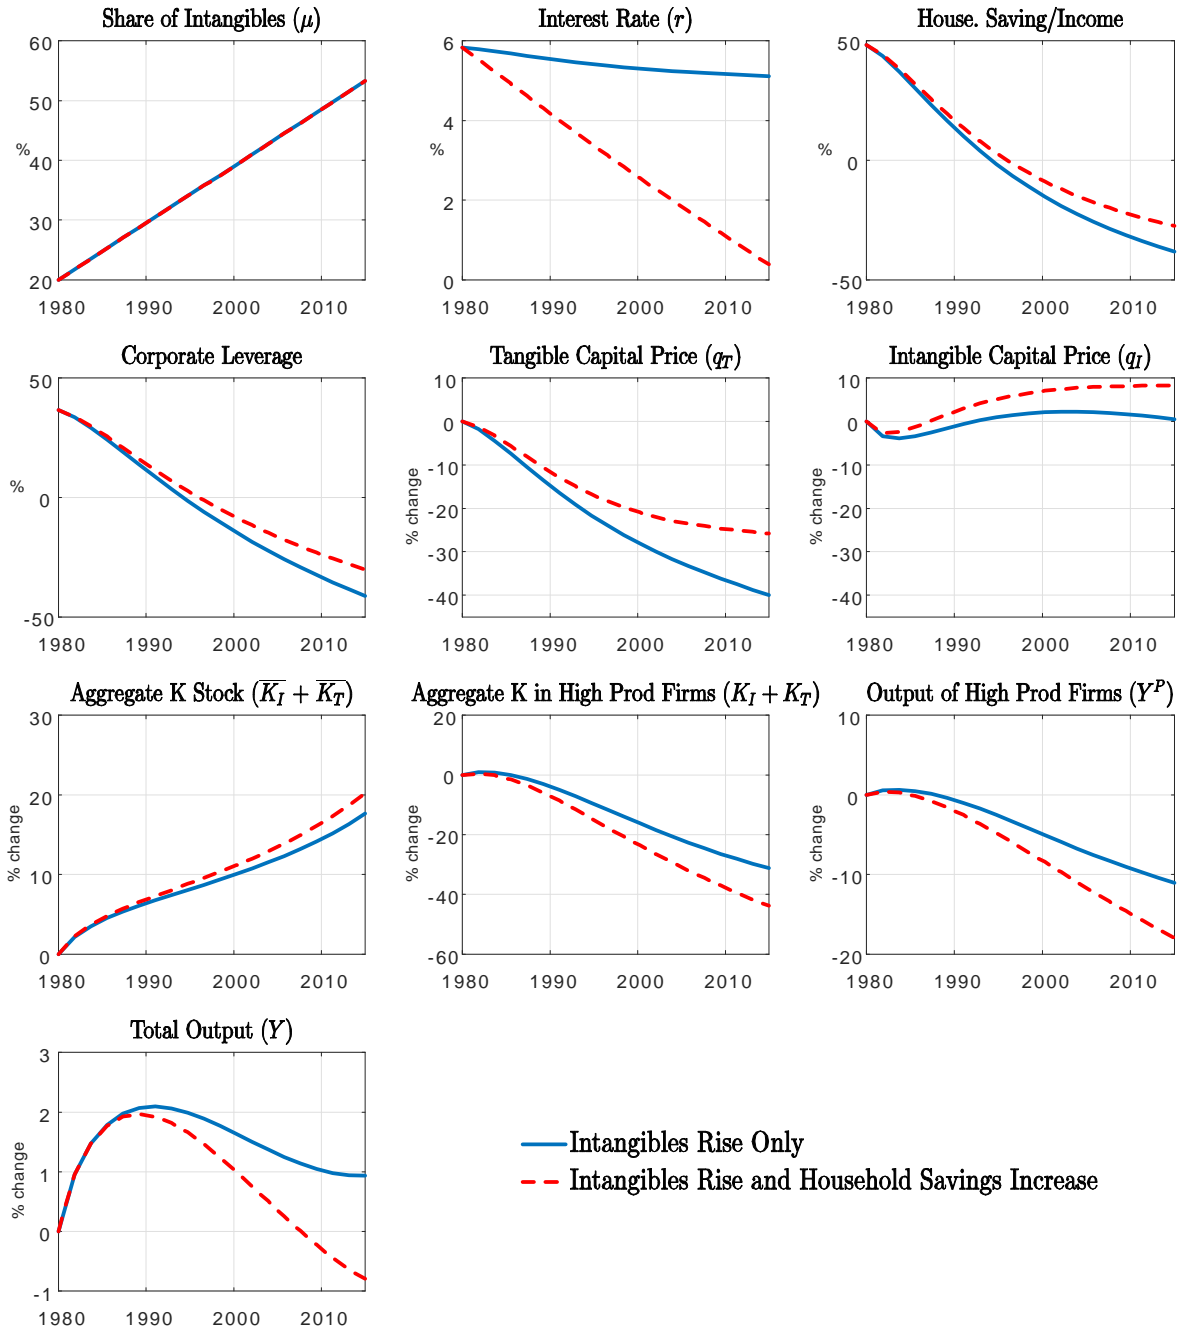 Share of Intangibles (μ)
60
50
40
30
20
%
1980 1990 2000 2010
Interest Rate (r)
6
4
2
0
%
1980 1990 2000 2010
House. Saving/Income
50
0
-50
%
1980 1990 2000 2010
Corporate Leverage
50
0
-50
%
1980 1990 2000 2010
Tangible Capital Price (q_T)
10
0
-10
-20
-30
-40
% change
1980 1990 2000 2010
Intangible Capital Price (q_I)
10
0
-10
-20
-30
-40
% change
1980 1990 2000 2010
Aggregate K Stock (K̅_I + K̅_T)
30
20
10
0
% change
1980 1990 2000 2010
Aggregate K in High Prod Firms (K_I + K_T)
20
0
-20
-40
-60
% change
1980 1990 2000 2010
Output of High Prod Firms (Y^P)
10
0
-10
-20
% change
1980 1990 2000 2010
Total Output (Y)
3
2
1
0
-1
% change
1980 1990 2000 2010
Intangibles Rise Only
Intangibles Rise and Household Savings Increase